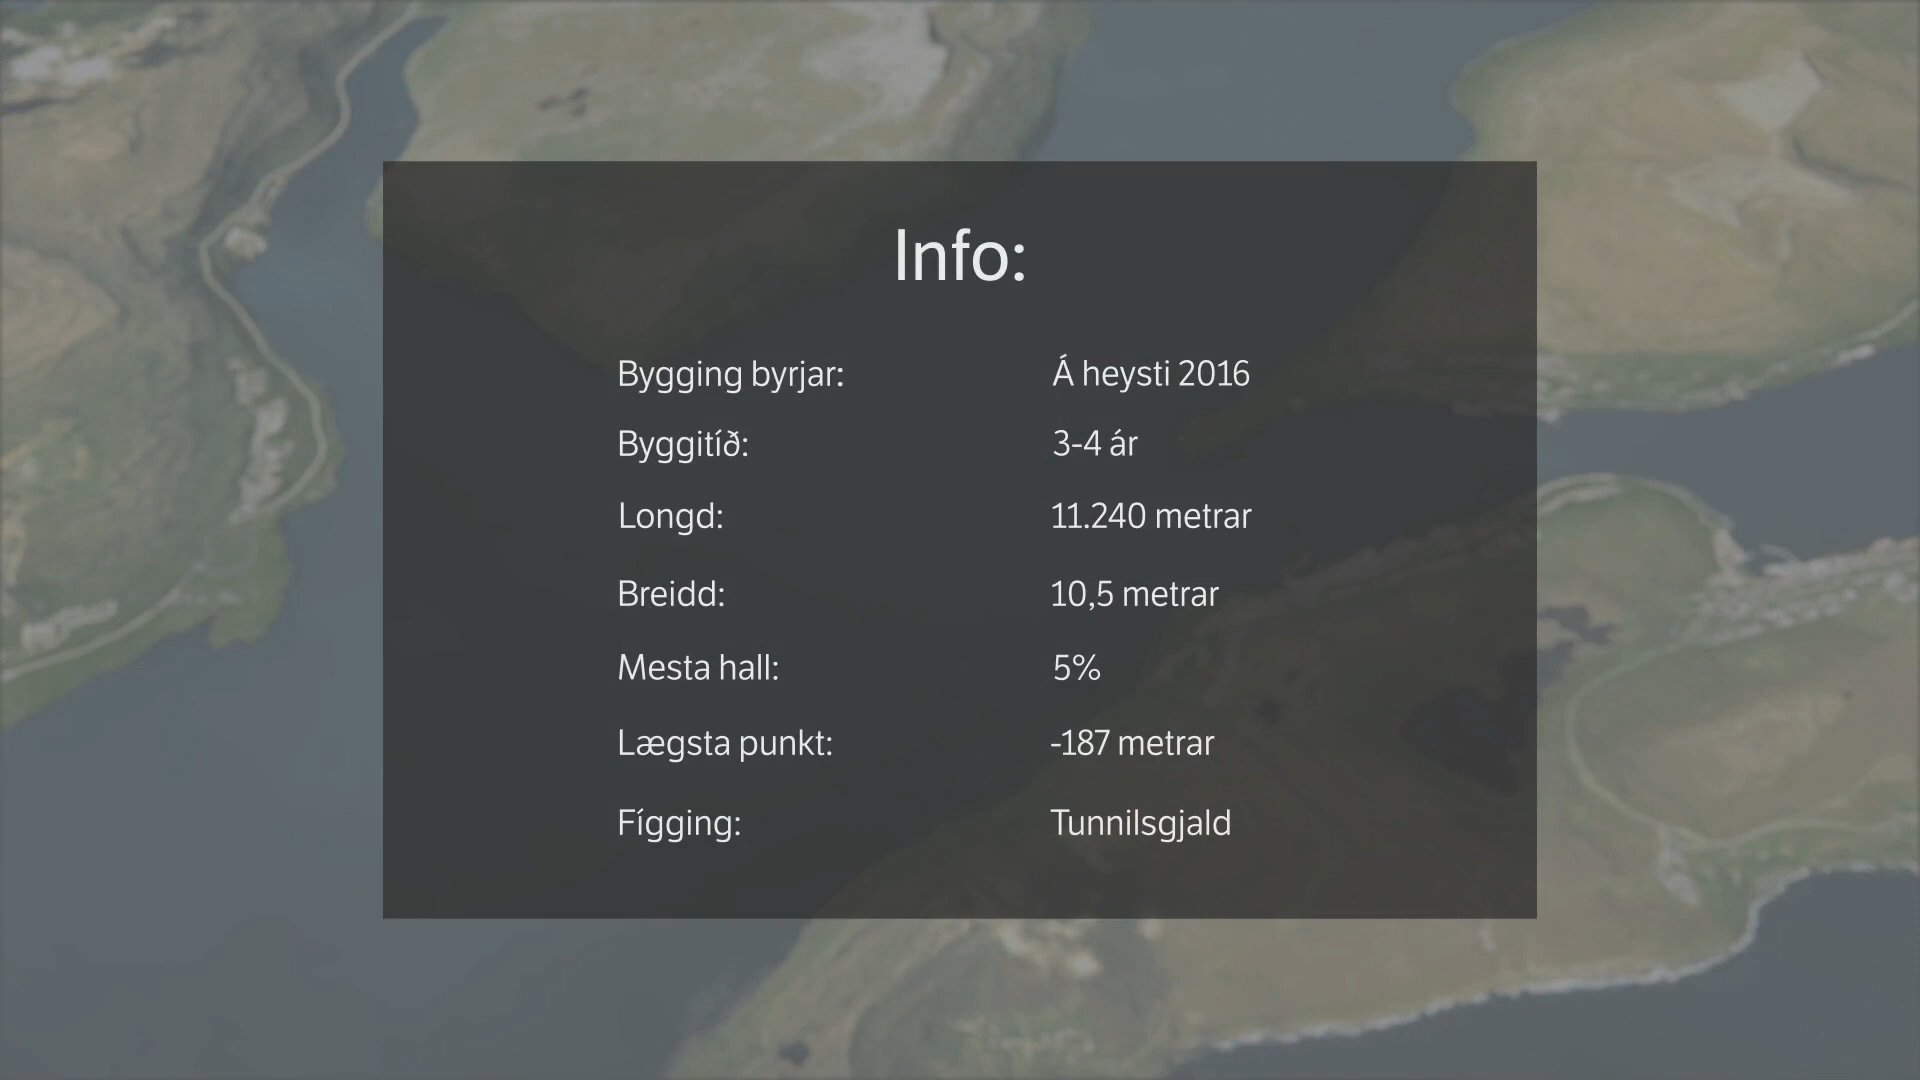 Info:
Bygging byrjar: Á heysti 2016
Byggitíð: 3-4 ár
Longd: 11.240 metrar
Breidd: 10,5 metrar
Mesta hall: 5%
Lægsta punkt: -187 metrar
Fígging: Tunnilsgjald